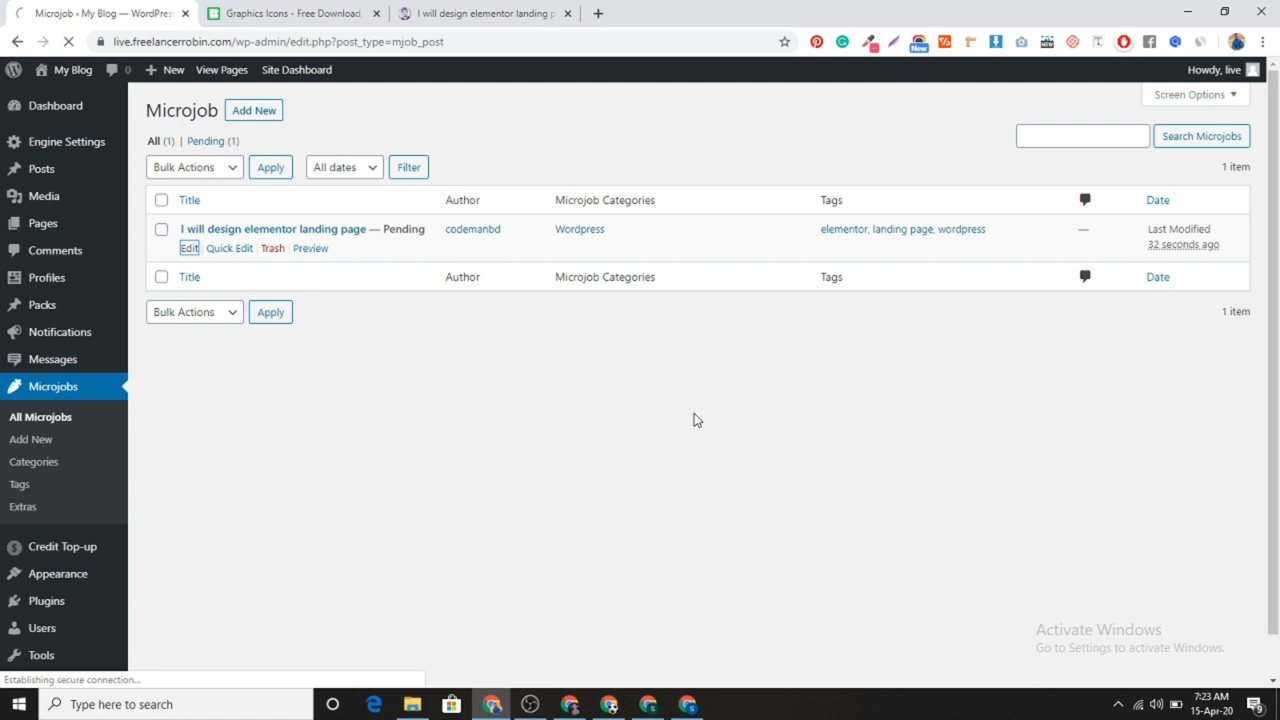 Microjob ‹ My Blog — WordPres
Graphics Icons - Free Download,
I will design elementor landing p
live.freelancerrobin.com/wp-admin/edit.php?post_type=mjob_post
My Blog 0 New View Pages Site Dashboard Howdy, live
Dashboard
Engine Settings
Posts
Media
Pages
Comments
Profiles
Packs
Notifications
Messages
Microjobs
All Microjobs
Add New
Categories
Tags
Extras
Credit Top-up
Appearance
Plugins
Users
Tools
Screen Options
Microjob Add New
All (1) | Pending (1)
Search Microjobs
Bulk Actions Apply All dates Filter
1 item
Title Author Microjob Categories Tags Date
I will design elementor landing page — Pending codemanbd Wordpress elementor, landing page, wordpress — Last Modified
Edit Quick Edit Trash Preview 32 seconds ago
Title Author Microjob Categories Tags Date
Bulk Actions Apply 1 item
Activate Windows
Go to Settings to activate Windows.
Establishing secure connection...
Type here to search
7:23 AM
15-Apr-20